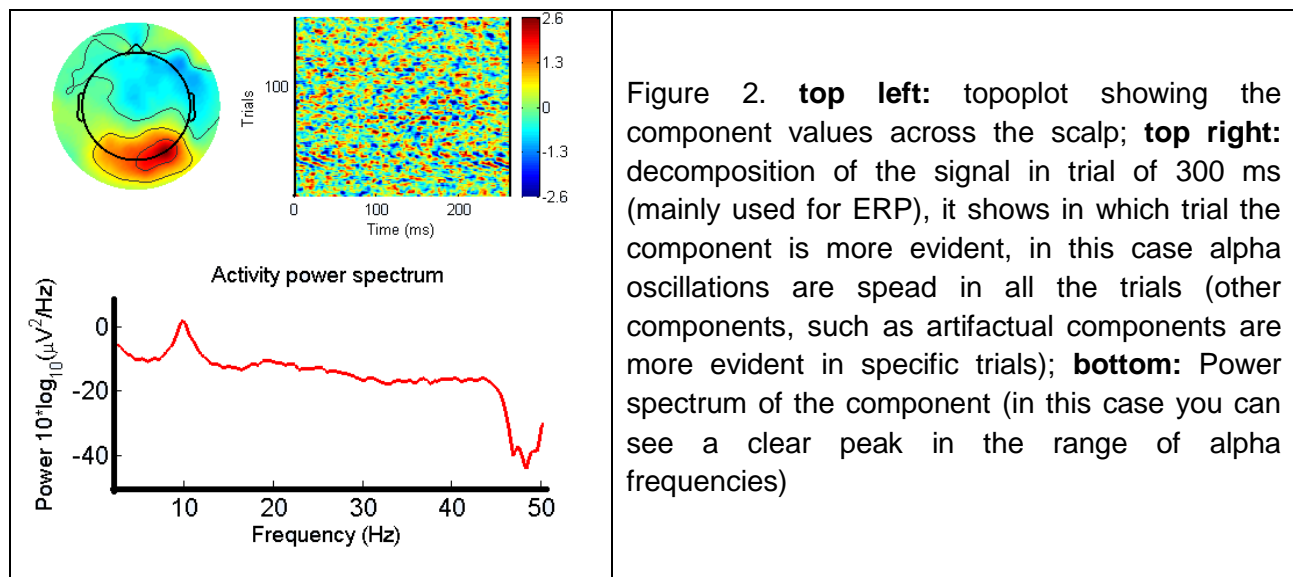 2.6
1.3
0
-1.3
-2.6
Trials
100
0 100 200
Time (ms)
Activity power spectrum
Power 10*log10(μV2/Hz)
0
-20
-40
10 20 30 40 50
Frequency (Hz)
Figure 2. top left: topoplot showing the
component values across the scalp; top right:
decomposition of the signal in trial of 300 ms
(mainly used for ERP), it shows in which trial the
component is more evident, in this case alpha
oscillations are spead in all the trials (other
components, such as artifactual components are
more evident in specific trials); bottom: Power
spectrum of the component (in this case you can
see a clear peak in the range of alpha
frequencies)